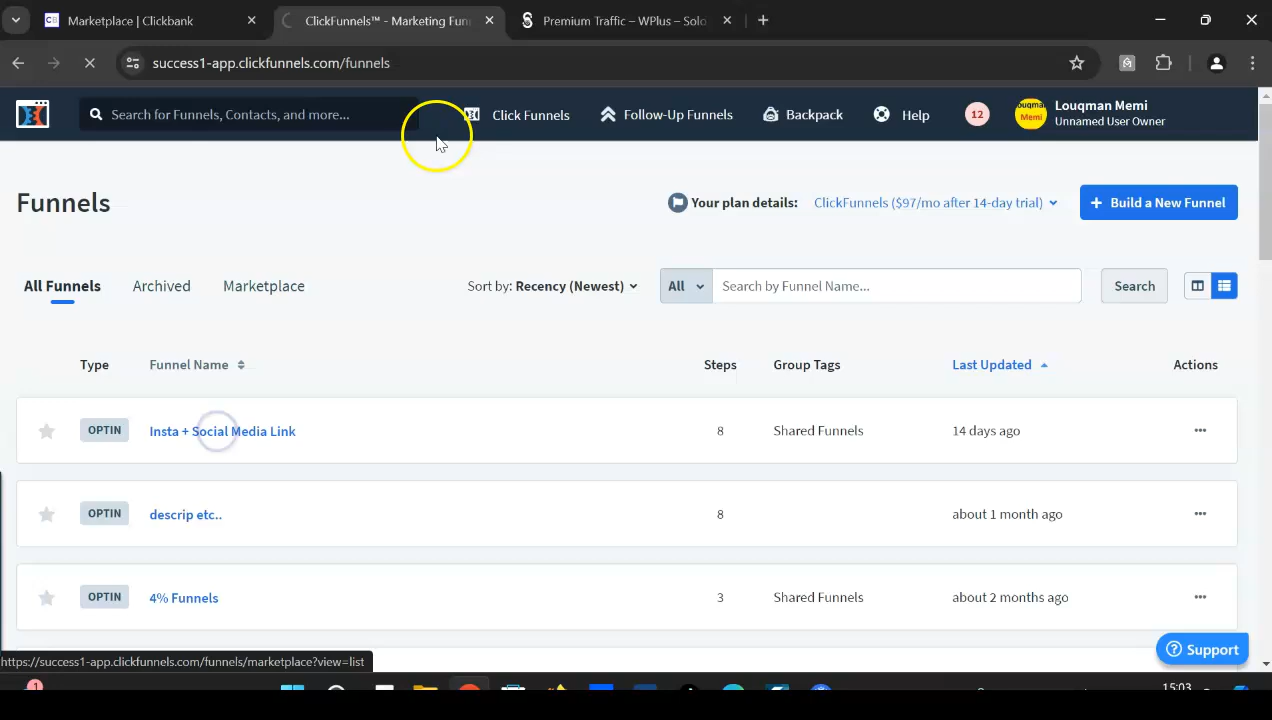 Marketplace | Clickbank
ClickFunnels™ - Marketing Fun
Premium Traffic – WPlus – Solo
success1-app.clickfunnels.com/funnels
Search for Funnels, Contacts, and more...
Click Funnels
Follow-Up Funnels
Backpack
Help
12
Louqman Memi
Louqman Memi
Unnamed User Owner
Funnels
Your plan details:
ClickFunnels ($97/mo after 14-day trial)
+ Build a New Funnel
All Funnels
Archived
Marketplace
Sort by: Recency (Newest)
All
Search by Funnel Name...
Search
Type
Funnel Name
Steps
Group Tags
Last Updated
Actions
OPTIN
Insta + Social Media Link
8
Shared Funnels
14 days ago
OPTIN
descrip etc..
8
about 1 month ago
OPTIN
4% Funnels
3
Shared Funnels
about 2 months ago
Support
https://success1-app.clickfunnels.com/funnels/marketplace?view=list
1
15:03